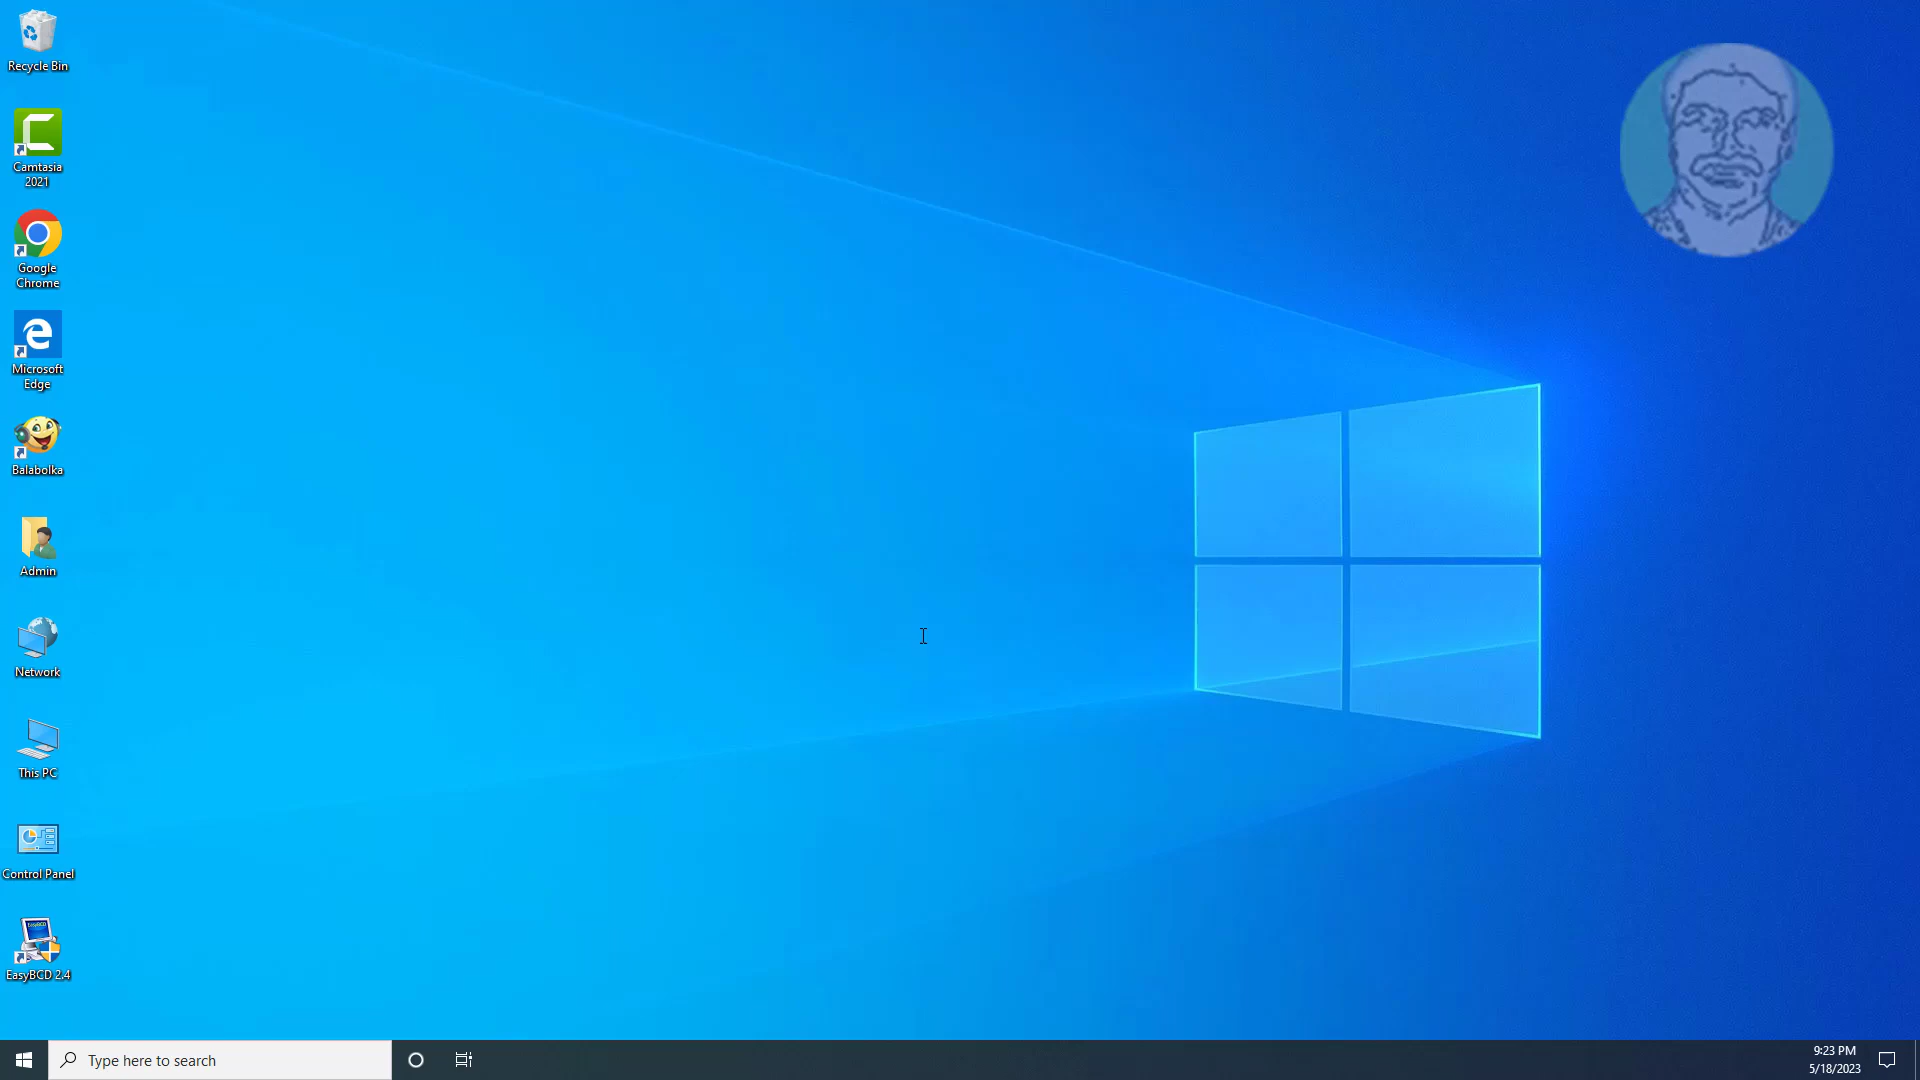 Recycle Bin
Camtasia
2021
Google
Chrome
Microsoft
Edge
Balabolka
Admin
Network
This PC
Control Panel
EasyBCD
EasyBCD 2.4
Type here to search
9:23 PM
5/18/2023